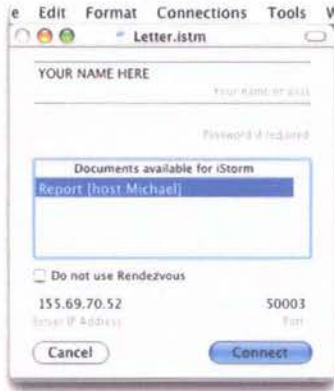 e Edit Format Connections Tools W
Letter.istm
YOUR NAME HERE
Your name or alias
Password if required
Documents available for iStorm
Report [host Michael]
Do not use Rendezvous
155.69.70.52 50003
Server IP Address Port
Cancel Connect